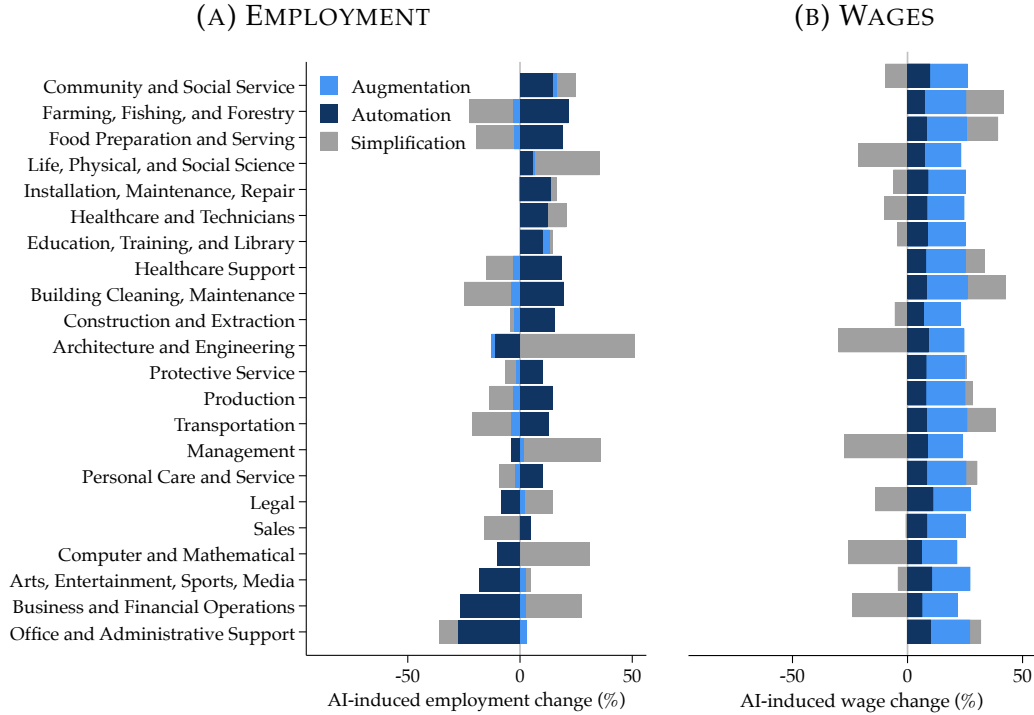 (A) EMPLOYMENT
(B) WAGES
Augmentation
Automation
Simplification
Community and Social Service
Farming, Fishing, and Forestry
Food Preparation and Serving
Life, Physical, and Social Science
Installation, Maintenance, Repair
Healthcare and Technicians
Education, Training, and Library
Healthcare Support
Building Cleaning, Maintenance
Construction and Extraction
Architecture and Engineering
Protective Service
Production
Transportation
Management
Personal Care and Service
Legal
Sales
Computer and Mathematical
Arts, Entertainment, Sports, Media
Business and Financial Operations
Office and Administrative Support
-50 0 50
AI-induced employment change (%)
-50 0 50
AI-induced wage change (%)